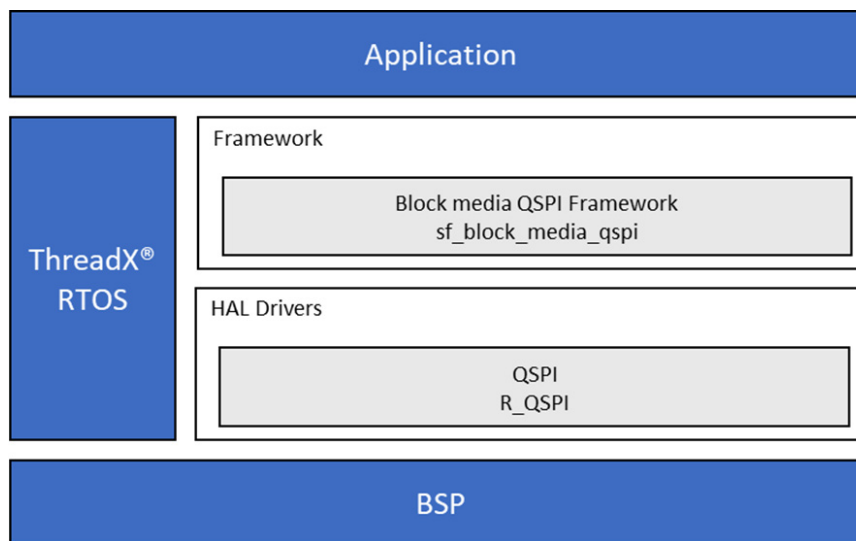 Application
ThreadX®
RTOS
Framework
Block media QSPI Framework
sf_block_media_qspi
HAL Drivers
QSPI
R_QSPI
BSP